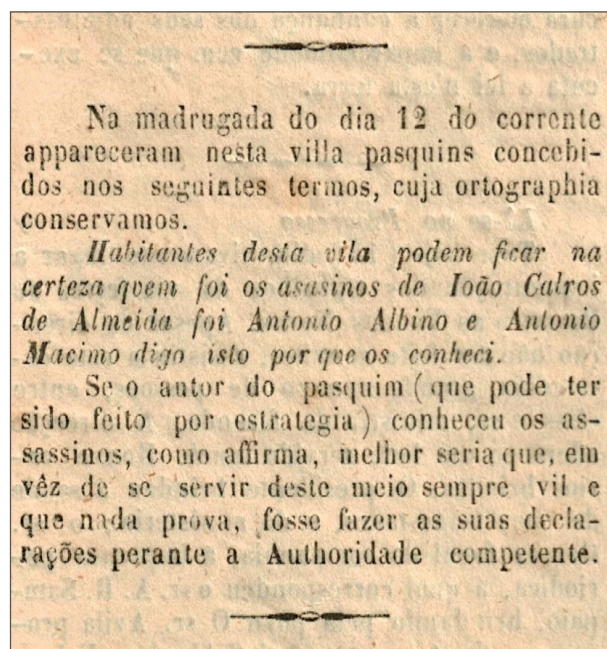 Na madrugada do dia 12 do corrente
appareceram nesta villa pasquins concebi-
dos nos seguintes termos, cuja ortographia
conservamos.
Habitantes desta vila podem ficar na
certeza quem foi os asasinos de Ioão Calros
de Almeida foi Antonio Albino e Antonio
Macimo digo isto por que os conheci.
Se o autor do pasquim (que pode ter
sido feito por estrategia) conheceu os as-
sassinos, como affirma, melhor seria que, em
vêz de se servir deste meio sempre vil e
que nada prova, fosse fazer as suas decla-
rações perante a Authoridade competente.